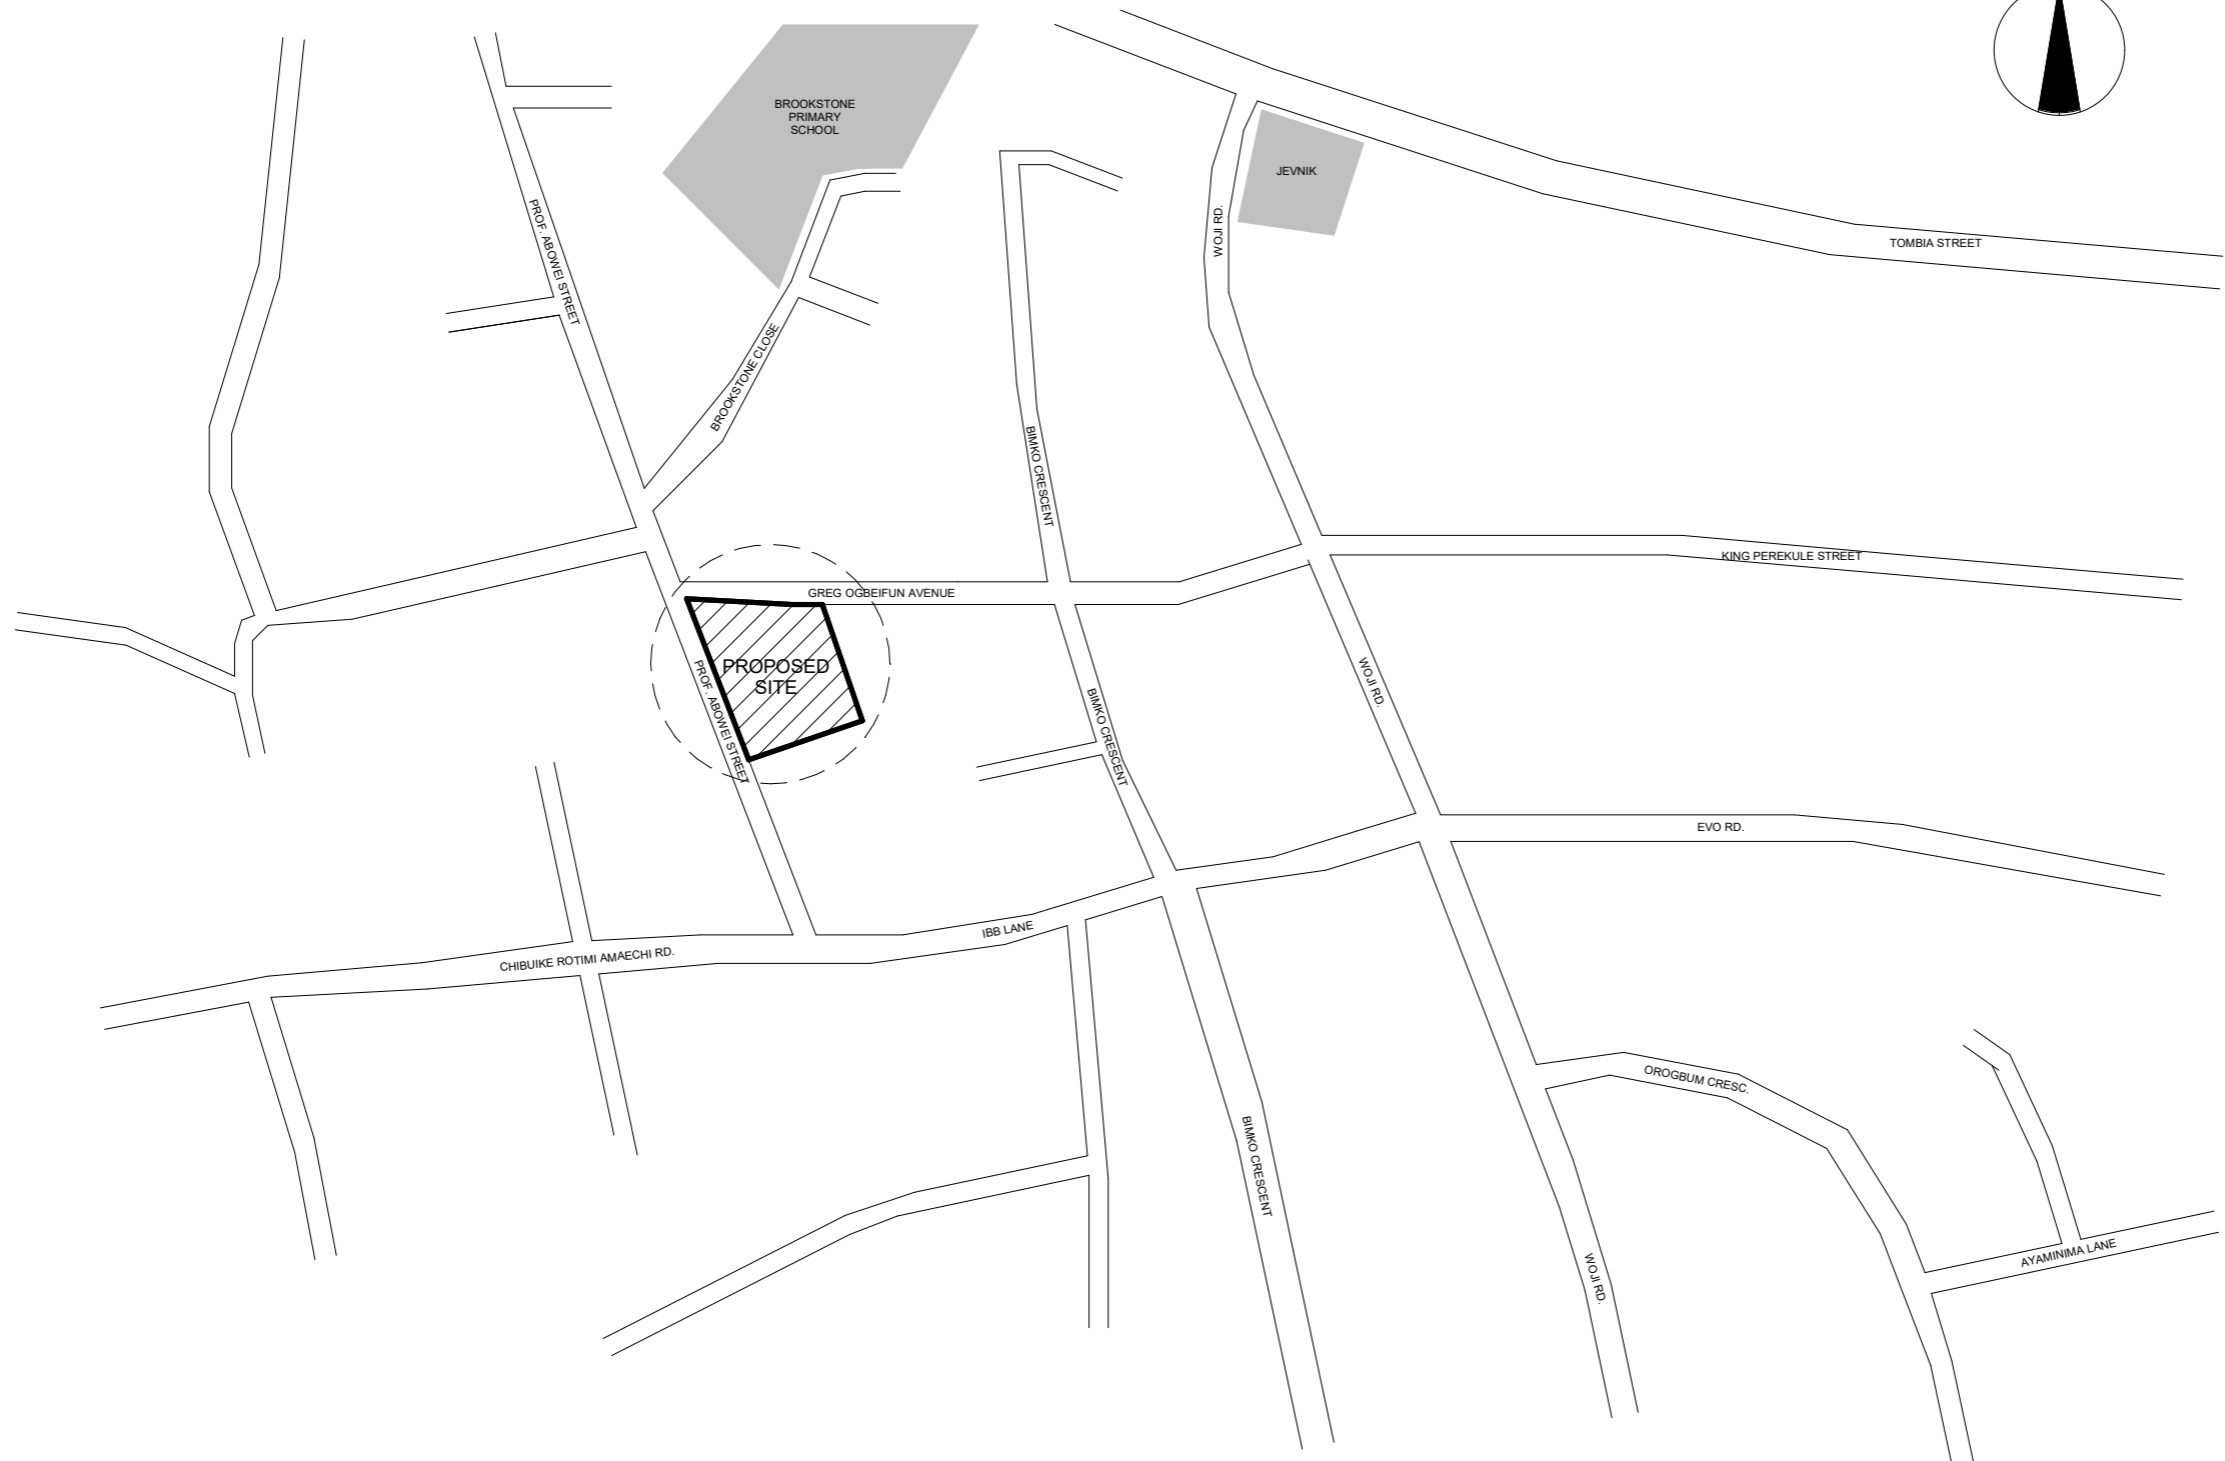 BROOKSTONE
PRIMARY
SCHOOL
JEVNIK
PROF. ABOWEI STREET
WOJI RD.
TOMBIA STREET
BROOKSTONE CLOSE
BIMKO CRESCENT
KING PEREKULE STREET
GREG OGBEIFUN AVENUE
PROPOSED
SITE
PROF. ABOWEI STREET
BIMKO CRESCENT
WOJI RD.
EVO RD.
IBB LANE
CHIBUIKE ROTIMI AMAECHI RD.
OROGBUM CRESC.
BIMKO CRESCENT
WOJI RD.
AYAMINIMA LANE